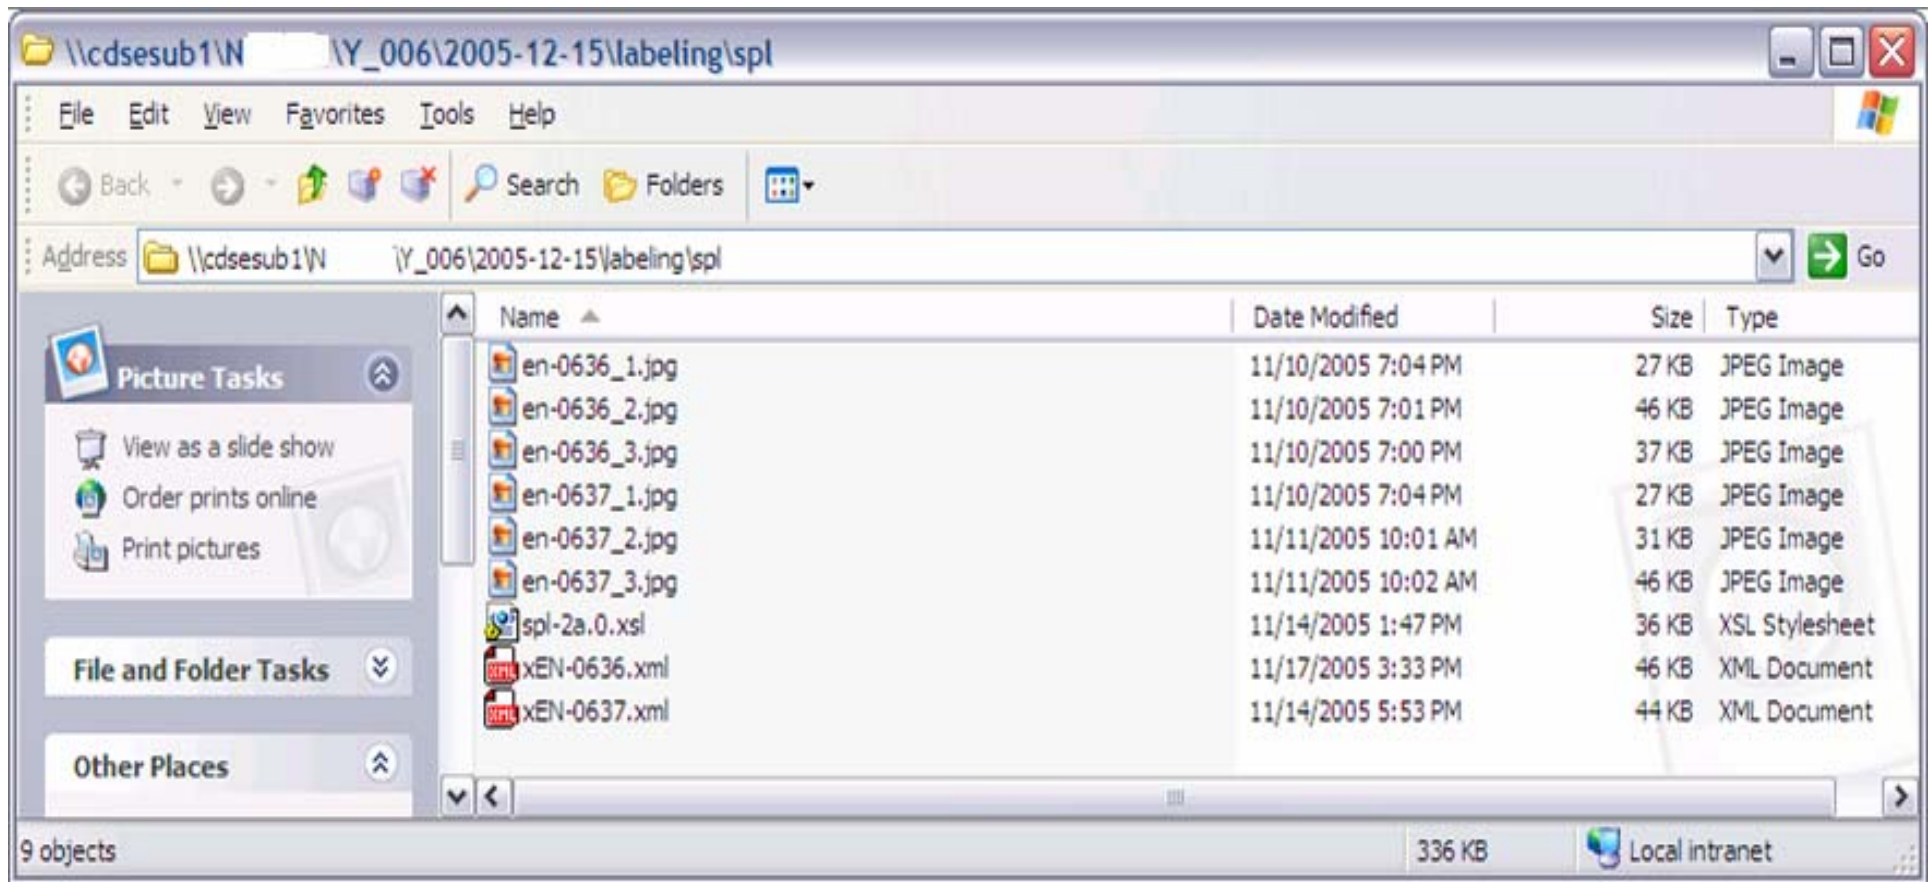 \\cdsesub1\N \Y_006\2005-12-15\labeling\spl
File Edit View Favorites Tools Help
Back Search Folders
Address \\cdsesub1\N \Y_006\2005-12-15\labeling\spl Go
Name Date Modified Size Type
Picture Tasks
View as a slide show
Order prints online
Print pictures
File and Folder Tasks
Other Places
en-0636_1.jpg 11/10/2005 7:04 PM 27 KB JPEG Image
en-0636_2.jpg 11/10/2005 7:01 PM 46 KB JPEG Image
en-0636_3.jpg 11/10/2005 7:00 PM 37 KB JPEG Image
en-0637_1.jpg 11/10/2005 7:04 PM 27 KB JPEG Image
en-0637_2.jpg 11/11/2005 10:01 AM 31 KB JPEG Image
en-0637_3.jpg 11/11/2005 10:02 AM 46 KB JPEG Image
spl-2a.0.xsl 11/14/2005 1:47 PM 36 KB XSL Stylesheet
xEN-0636.xml 11/17/2005 3:33 PM 46 KB XML Document
xEN-0637.xml 11/14/2005 5:53 PM 44 KB XML Document
9 objects 336 KB Local intranet